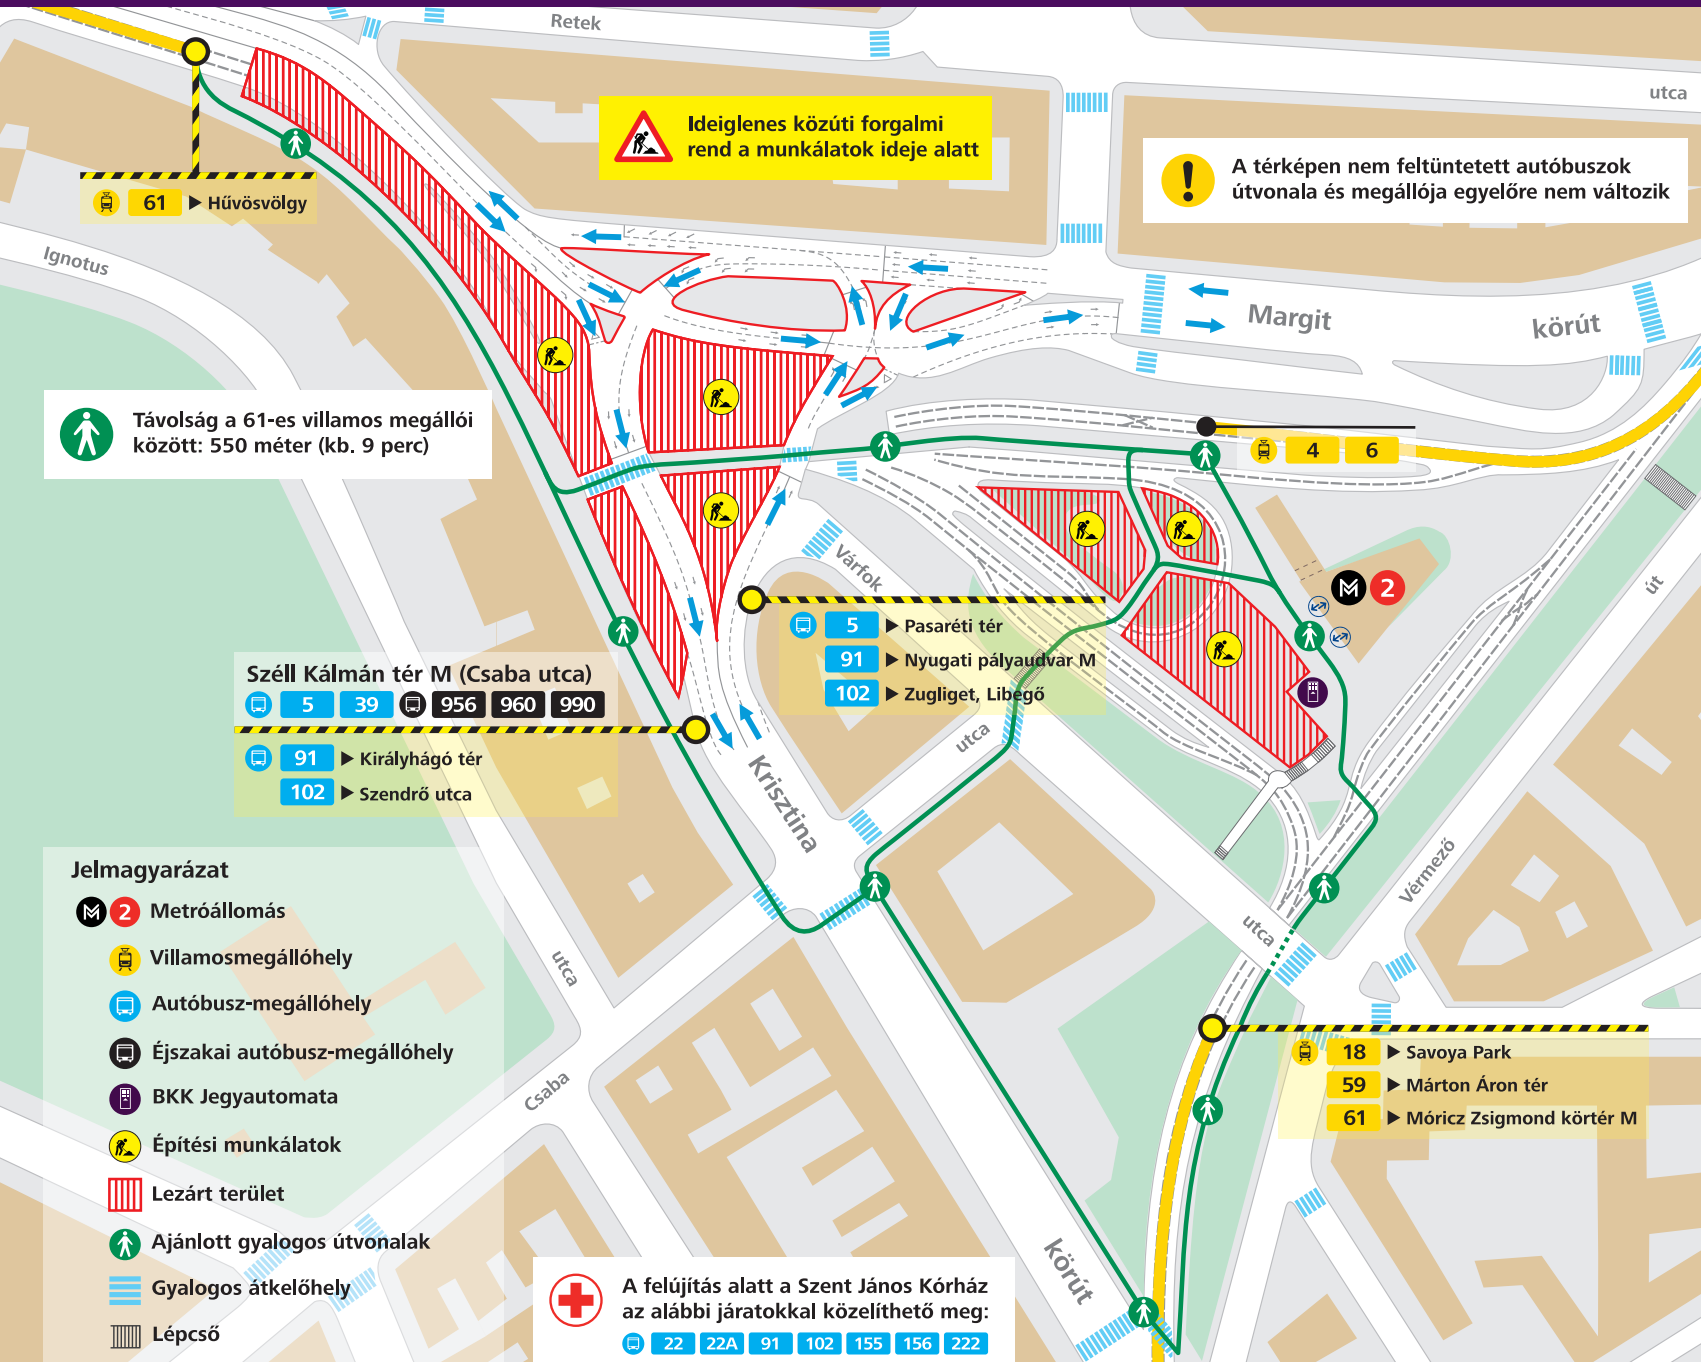 Retek
utca
Ideiglenes közúti forgalmi
rend a munkálatok ideje alatt
A térképen nem feltüntetett autóbuszok
útvonala és megállója egyelőre nem változik
61 Hűvösvölgy
Ignotus
Margit
körút
Távolság a 61-es villamos megállói
között: 550 méter (kb. 9 perc)
4 6
Várfok
M 2
út
5 Pasaréti tér
91 Nyugati pályaudvar M
102 Zugliget, Libegő
Széll Kálmán tér M (Csaba utca)
5 39 956 960 990
91 Királyhágó tér
102 Szendrő utca
utca
Krisztina
Vérmező
utca
utca
Csaba
18 Savoya Park
59 Márton Áron tér
61 Móricz Zsigmond körtér M
körút
Jelmagyarázat
M 2 Metróállomás
Villamosmegállóhely
Autóbusz-megállóhely
Éjszakai autóbusz-megállóhely
BKK Jegyautomata
Építési munkálatok
Lezárt terület
Ajánlott gyalogos útvonalak
Gyalogos átkelőhely
Lépcső
A felújítás alatt a Szent János Kórház
az alábbi járatokkal közelíthető meg:
22 22A 91 102 155 156 222